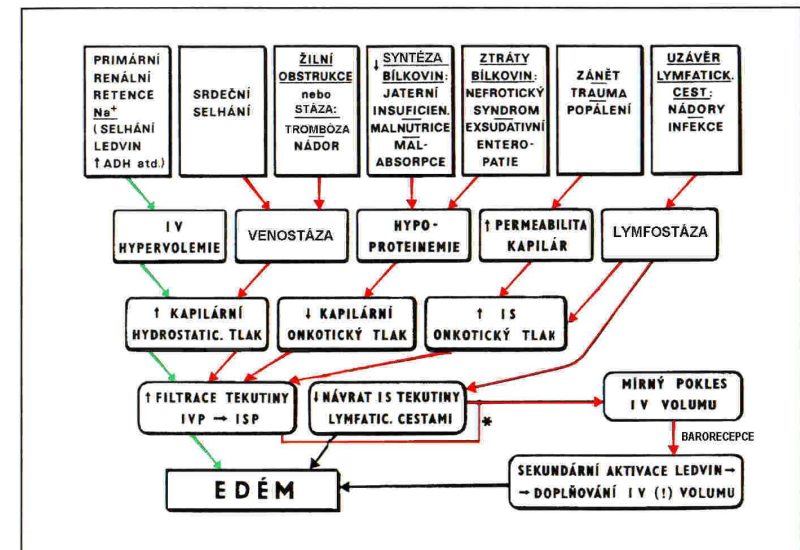 PRIMÁRNÍ
RENÁLNÍ
RETENCE
Na⁺
(SELHÁNÍ
LEDVIN
↑ADH atd.)
SRDEČNÍ
SELHÁNÍ
ŽILNÍ
OBSTRUKCE
nebo
STÁZA:
TROMBÓZA
NÁDOR
↓ SYNTÉZA
BÍLKOVIN:
JATERNÍ
INSUFICIEN.
MALNUTRICE
MAL-
ABSORPCE
ZTRÁTY
BÍLKOVIN:
NEFROTICKÝ
SYNDROM
EXSUDATIVNÍ
ENTERO-
PATIE
ZÁNĚT
TRAUMA
POPÁLENÍ
UZÁVĚR
LYMFATICK.
CEST:
NÁDORY
INFEKCE
IV
HYPERVOLEMIE
VENOSTÁZA
HYPO-
PROTEINEMIE
↑ PERMEABILITA
KAPILÁR
LYMFOSTÁZA
↑ KAPILÁRNÍ
HYDROSTATIC. TLAK
↓ KAPILÁRNÍ
ONKOTICKÝ TLAK
↑ IS
ONKOTICKÝ TLAK
↑ FILTRACE TEKUTINY
IVP → ISP
↓NÁVRAT IS TEKUTINY
LYMFATIC. CESTAMI
*
MÍRNÝ POKLES
IV VOLUMU
BARORECEPCE
SEKUNDÁRNÍ AKTIVACE LEDVIN→
→ DOPLŇOVÁNÍ IV (!) VOLUMU
EDÉM